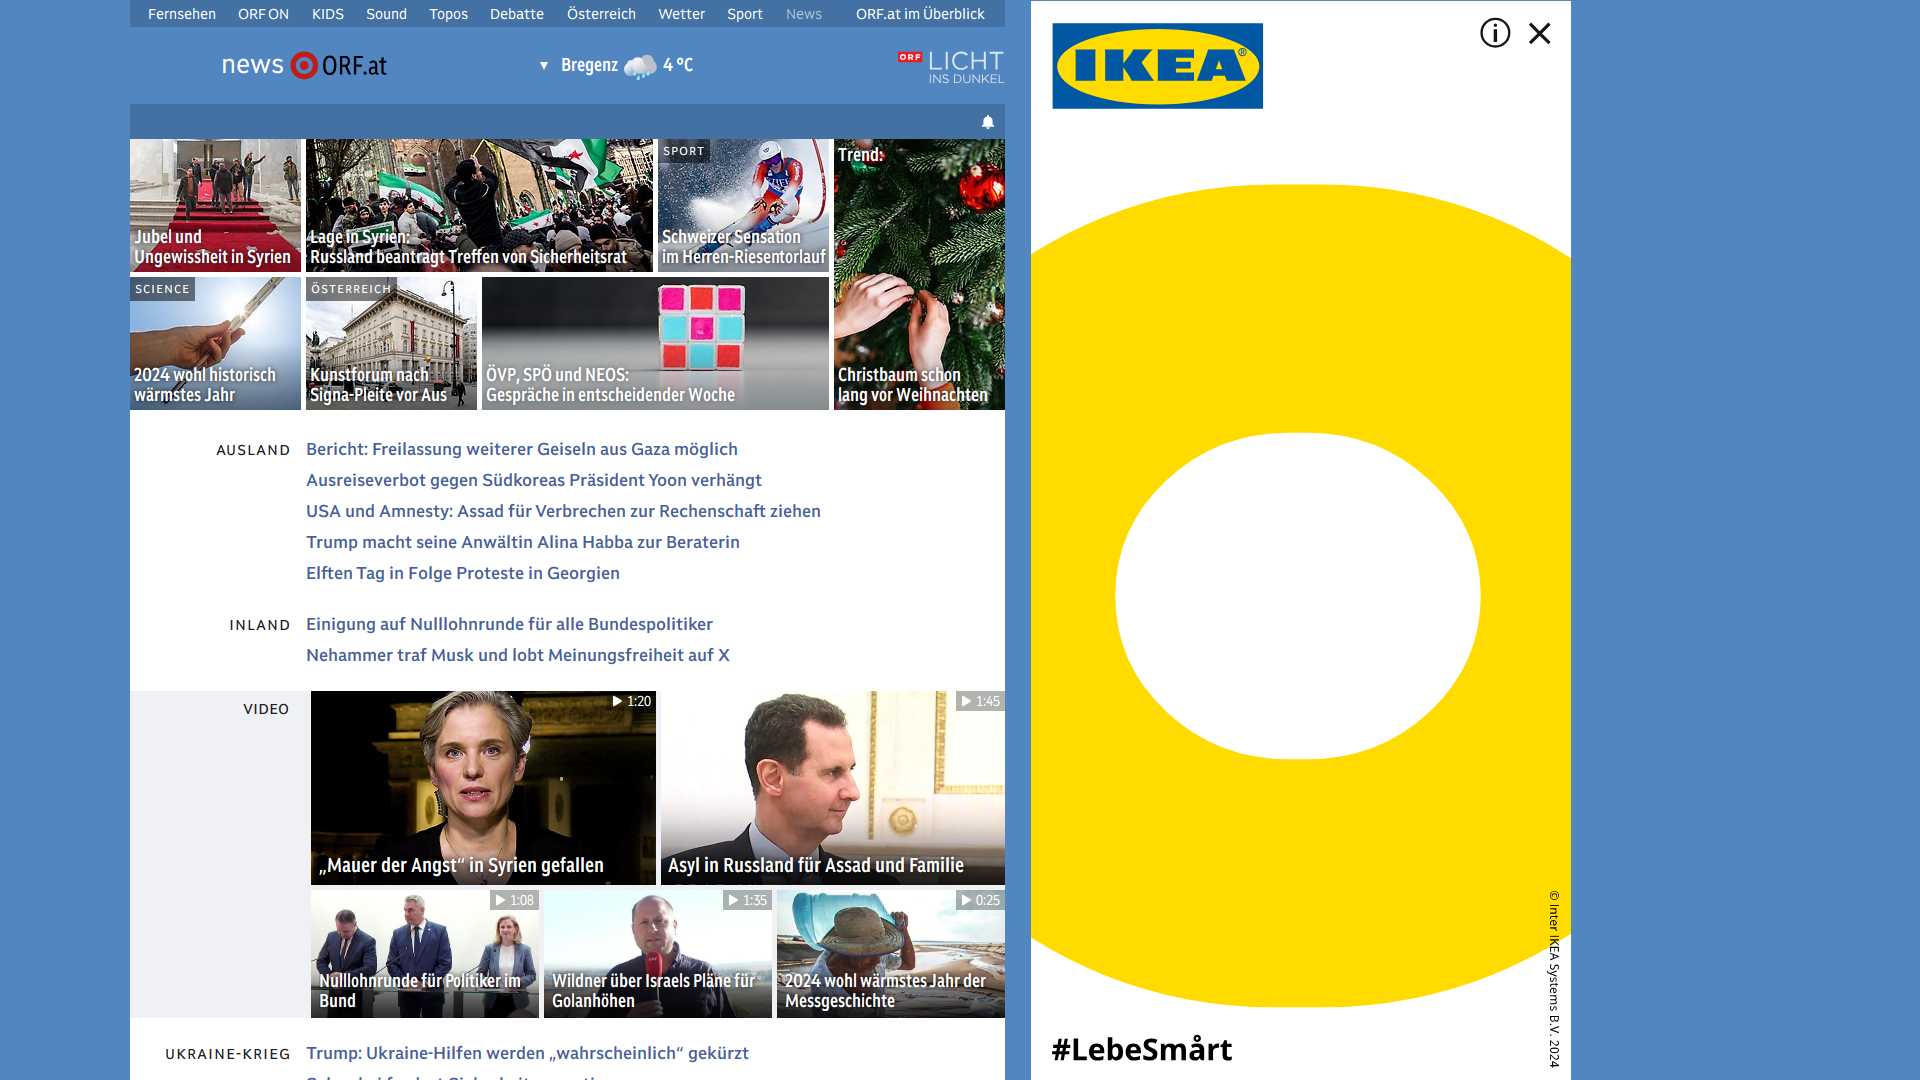 Fernsehen ORF ON KIDS Sound Topos Debatte Österreich Wetter Sport News ORF.at im Überblick
news ORF.at
▼ Bregenz 4 °C
ORF LICHT
INS DUNKEL
Jubel und
Ungewissheit in Syrien
Lage in Syrien:
Russland beantragt Treffen von Sicherheitsrat
SPORT
Schweizer Sensation
im Herren-Riesentorlauf
Trend:
Christbaum schon
lang vor Weihnachten
SCIENCE
2024 wohl historisch
wärmstes Jahr
ÖSTERREICH
Kunstforum nach
Signa-Pleite vor Aus
ÖVP, SPÖ und NEOS:
Gespräche in entscheidender Woche
AUSLAND
Bericht: Freilassung weiterer Geiseln aus Gaza möglich
Ausreiseverbot gegen Südkoreas Präsident Yoon verhängt
USA und Amnesty: Assad für Verbrechen zur Rechenschaft ziehen
Trump macht seine Anwältin Alina Habba zur Beraterin
Elften Tag in Folge Proteste in Georgien
INLAND
Einigung auf Nulllohnrunde für alle Bundespolitiker
Nehammer traf Musk und lobt Meinungsfreiheit auf X
VIDEO
1:20
„Mauer der Angst“ in Syrien gefallen
1:45
Asyl in Russland für Assad und Familie
1:08
Nulllohnrunde für Politiker im
Bund
1:35
Wildner über Israels Pläne für
Golanhöhen
0:25
2024 wohl wärmstes Jahr der
Messgeschichte
UKRAINE-KRIEG
Trump: Ukraine-Hilfen werden „wahrscheinlich“ gekürzt
IKEA®
#LebeSmårt
© Inter IKEA Systems B.V. 2024